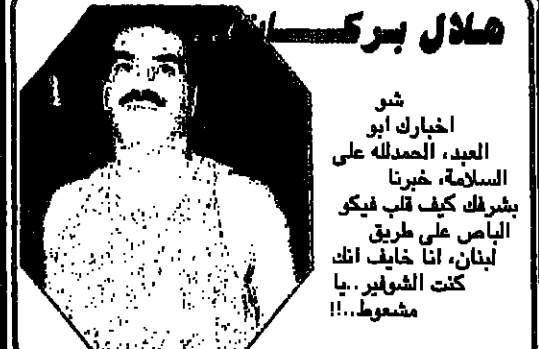 هلال بركات
شو
اخبارك ابو
العبد، الحمدلله على
السلامة، خبرنا
بشرفك كيف قلب فيكو
الباص على طريق
لبنان، انا خايف انك
كنت الشوفير..يا
مشعوط..!!